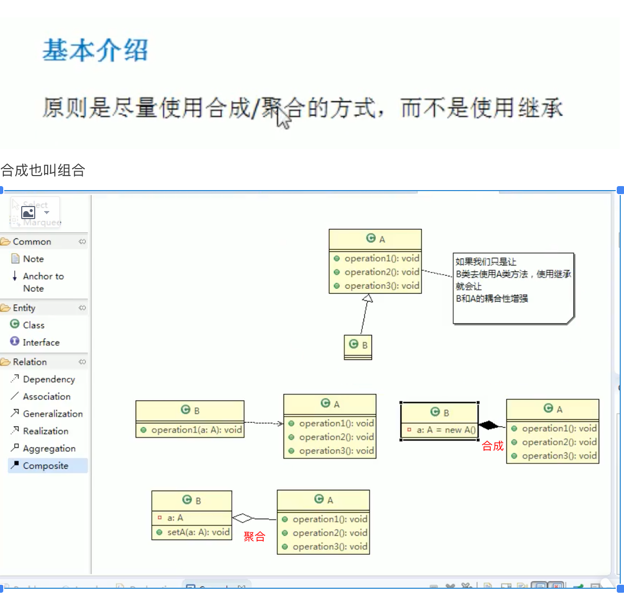 基本介绍
原则是尽量使用合成/聚合的方式，而不是使用继承
合成也叫组合
Select
Marquee
Common
Note
Anchor to
Note
Entity
Class
Interface
Relation
Dependency
Association
Generalization
Realization
Aggregation
Composite
C A
operation1(): void
operation2(): void
operation3(): void
如果我们只是让
B类去使用A类方法，使用继承
就会让
B和A的耦合性增强
C B
C B
operation1(a: A): void
C A
operation1(): void
operation2(): void
operation3(): void
C B
a: A = new A()
合成
C A
operation1(): void
operation2(): void
operation3(): void
C B
a: A
setA(a: A): void
聚合
C A
operation1(): void
operation2(): void
operation3(): void